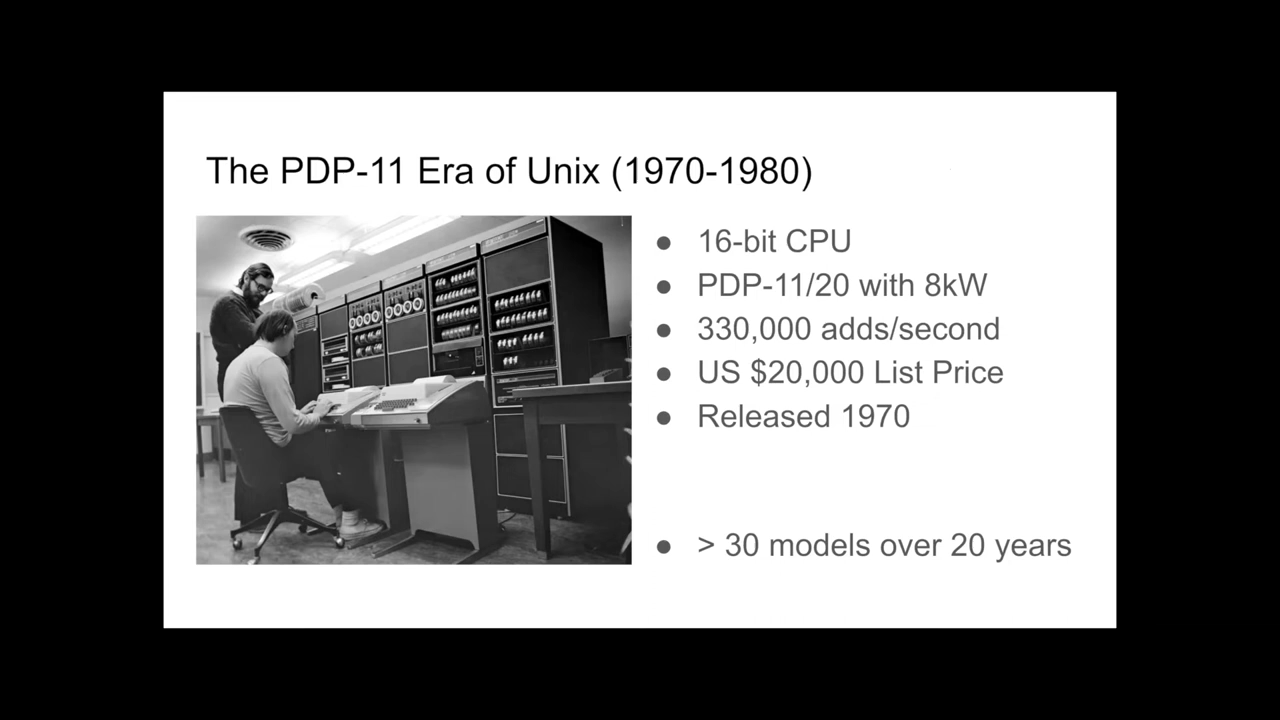 The PDP-11 Era of Unix (1970-1980)
● 16-bit CPU
● PDP-11/20 with 8kW
● 330,000 adds/second
● US $20,000 List Price
● Released 1970
● > 30 models over 20 years